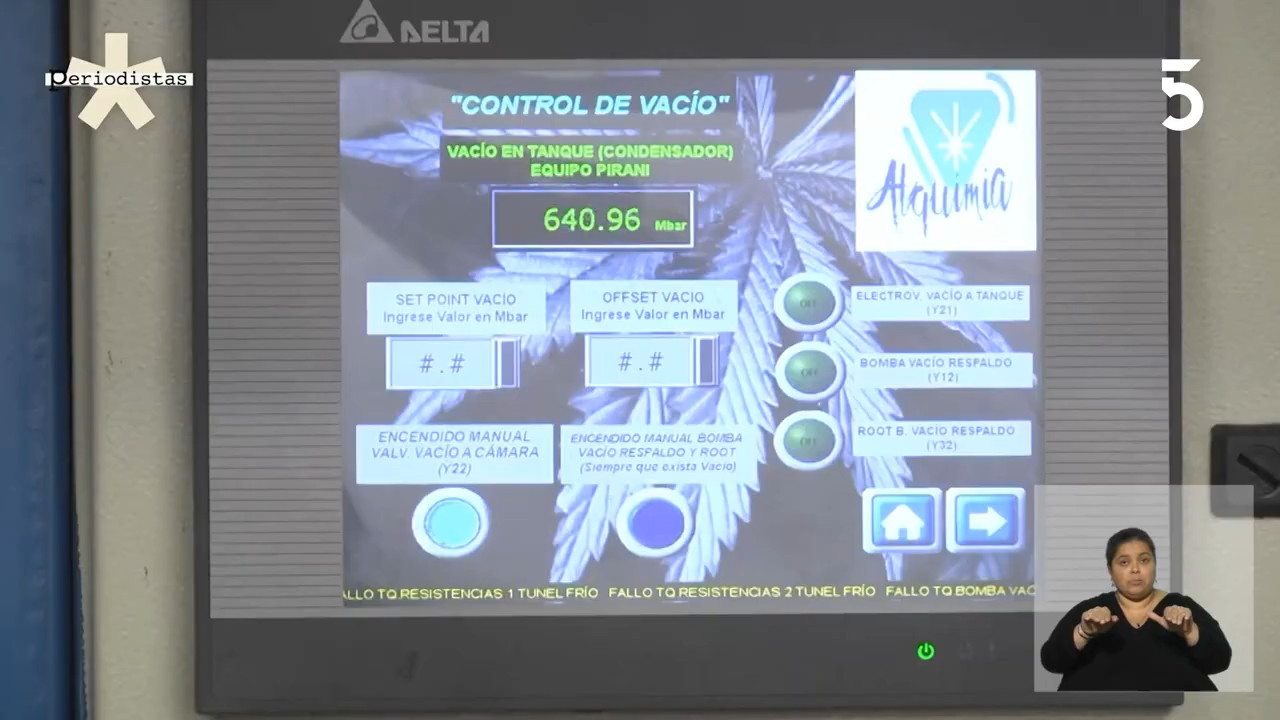 DELTA
periodistas
5
"CONTROL DE VACÍO"
VACÍO EN TANQUE (CONDENSADOR)
EQUIPO PIRANI
640.96 Mbar
Alquimia
SET POINT VACIO
Ingrese Valor en Mbar
#.#
OFFSET VACIO
Ingrese Valor en Mbar
#.#
OFF
ELECTROV. VACÍO A TANQUE
(Y21)
OFF
BOMBA VACÍO RESPALDO
(Y12)
OFF
ROOT B. VACÍO RESPALDO
(Y32)
ENCENDIDO MANUAL
VALV. VACÍO A CÁMARA
(Y22)
ENCENDIDO MANUAL BOMBA
VACÍO RESPALDO Y ROOT
(Siempre que exista Vacío)
ALLO TQ.RESISTENCIAS 1 TUNEL FRÍO FALLO TQ RESISTENCIAS 2 TUNEL FRÍO FALLO TQ BOMBA VAC